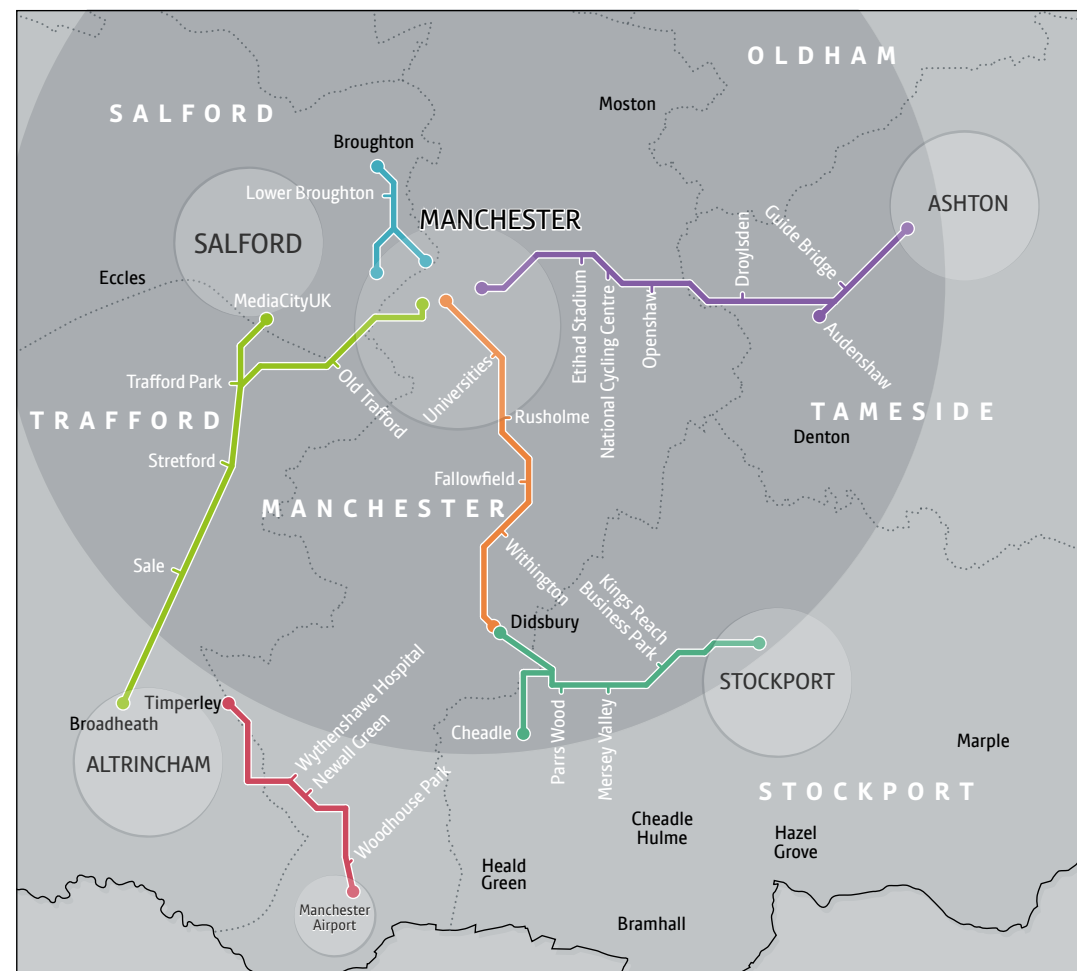 OLDHAM
SALFORD
Moston
Broughton
Lower Broughton
MANCHESTER
ASHTON
SALFORD
Droylsden
Guide Bridge
Eccles
MediaCityUK
Etihad Stadium
National Cycling Centre
Openshaw
Audenshaw
Universities
Old Trafford
Trafford Park
TRAFFORD
Rusholme
TAMESIDE
Denton
Stretford
Fallowfield
MANCHESTER
Withington
Sale
Kings Reach
Business Park
Didsbury
STOCKPORT
Timperley
Broadheath
Wythenshawe Hospital
Newall Green
Cheadle
Parrs Wood
Mersey Valley
ALTRINCHAM
Woodhouse Park
Marple
STOCKPORT
Cheadle
Hulme
Hazel
Grove
Heald
Green
Manchester
Airport
Bramhall